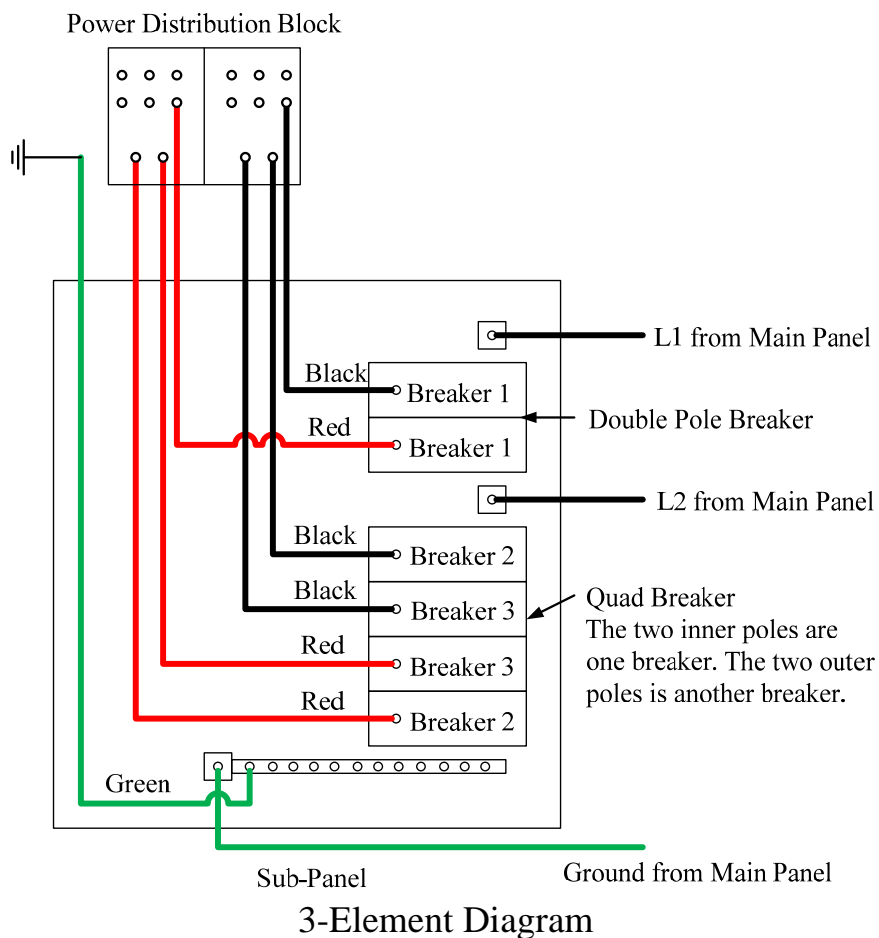 Power Distribution Block
L1 from Main Panel
Black
Breaker 1
Double Pole Breaker
Red
Breaker 1
L2 from Main Panel
Black
Breaker 2
Black
Breaker 3
Quad Breaker
The two inner poles are
one breaker. The two outer
poles is another breaker.
Red
Breaker 3
Red
Breaker 2
Green
Sub-Panel
Ground from Main Panel
3-Element Diagram